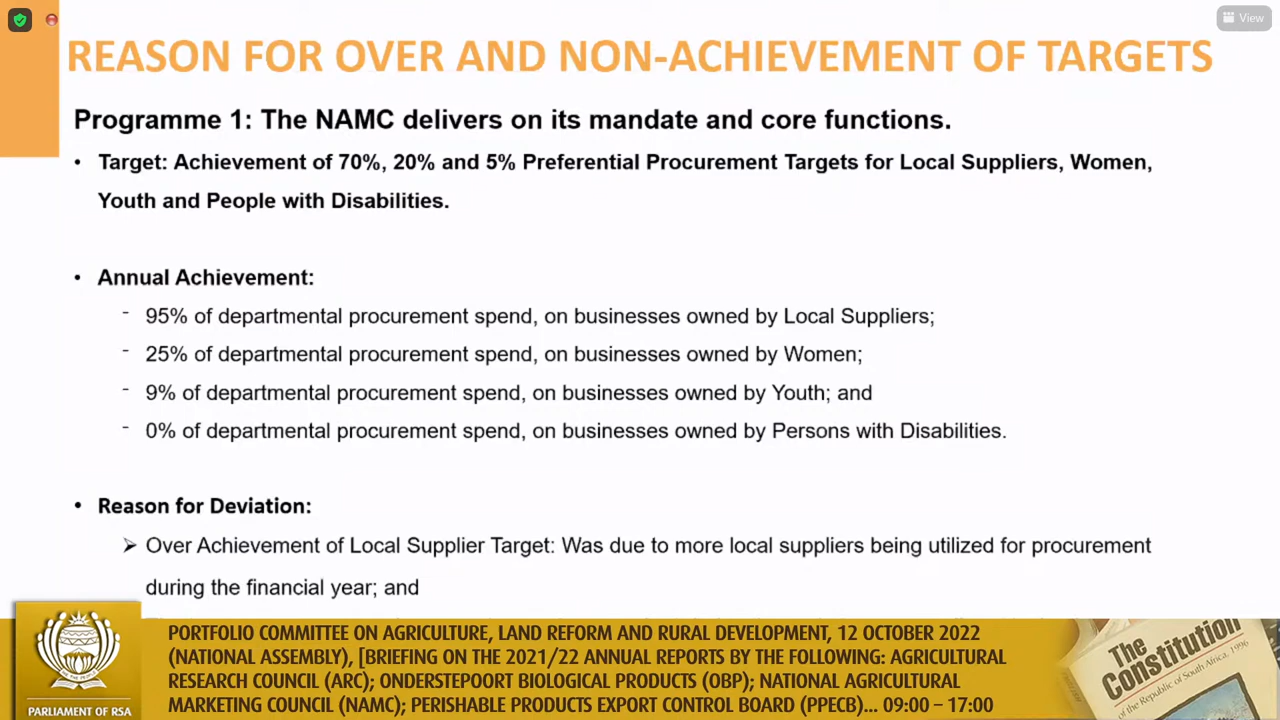 View
REASON FOR OVER AND NON-ACHIEVEMENT OF TARGETS
Programme 1: The NAMC delivers on its mandate and core functions.
• Target: Achievement of 70%, 20% and 5% Preferential Procurement Targets for Local Suppliers, Women,
Youth and People with Disabilities.
• Annual Achievement:
- 95% of departmental procurement spend, on businesses owned by Local Suppliers;
- 25% of departmental procurement spend, on businesses owned by Women;
- 9% of departmental procurement spend, on businesses owned by Youth; and
- 0% of departmental procurement spend, on businesses owned by Persons with Disabilities.
• Reason for Deviation:
➢ Over Achievement of Local Supplier Target: Was due to more local suppliers being utilized for procurement
during the financial year; and
PORTFOLIO COMMITTEE ON AGRICULTURE, LAND REFORM AND RURAL DEVELOPMENT, 12 OCTOBER 2022
(NATIONAL ASSEMBLY), [BRIEFING ON THE 2021/22 ANNUAL REPORTS BY THE FOLLOWING: AGRICULTURAL
RESEARCH COUNCIL (ARC); ONDERSTEPOORT BIOLOGICAL PRODUCTS (OBP); NATIONAL AGRICULTURAL
MARKETING COUNCIL (NAMC); PERISHABLE PRODUCTS EXPORT CONTROL BOARD (PPECB)... 09:00 – 17:00
PARLIAMENT OF RSA
The
Constitution
of the Republic of South Africa, 1996